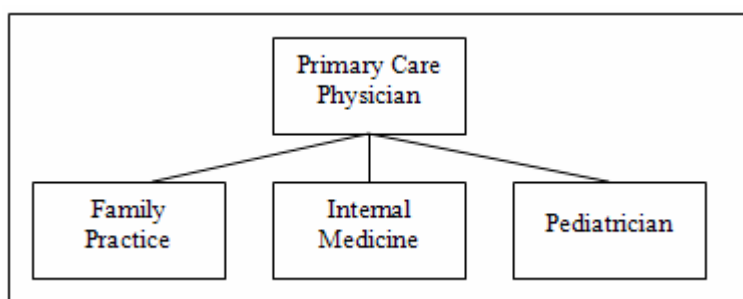 Primary Care
Physician
Family
Practice
Internal
Medicine
Pediatrician